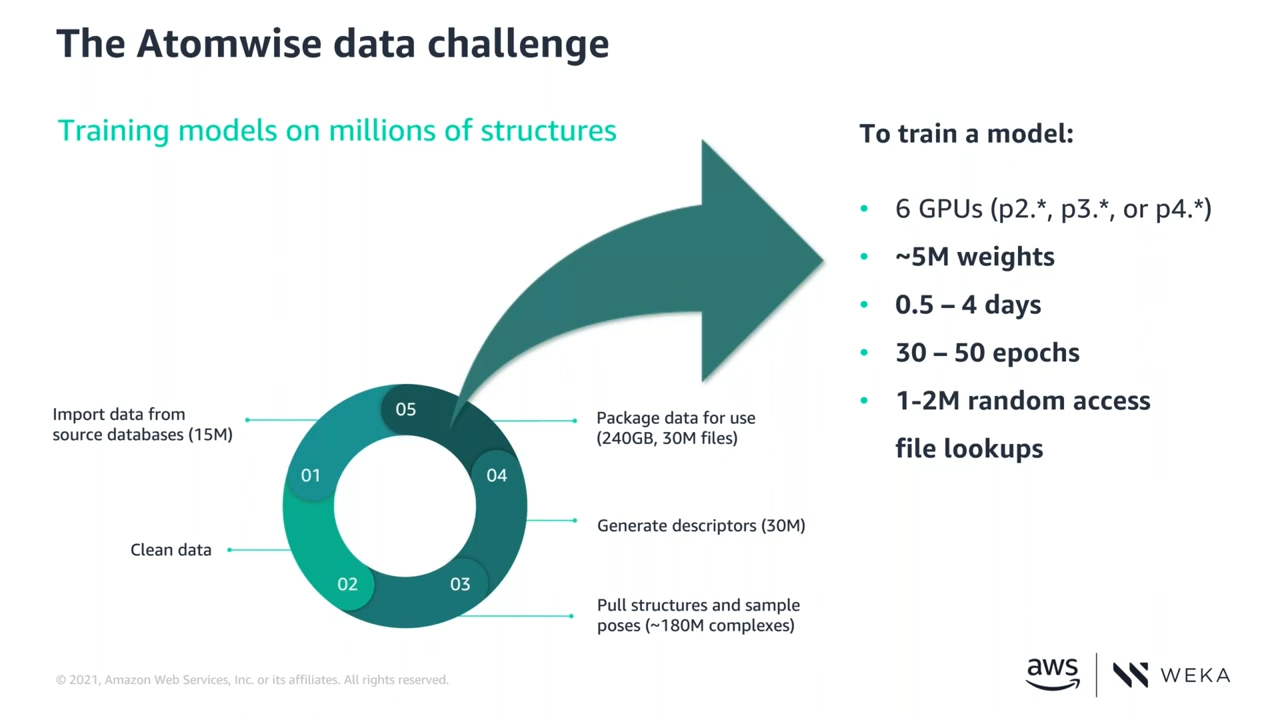 The Atomwise data challenge
Training models on millions of structures
To train a model:
• 6 GPUs (p2.*, p3.*, or p4.*)
• ~5M weights
• 0.5 – 4 days
• 30 – 50 epochs
• 1-2M random access
file lookups
Import data from
source databases (15M)
Clean data
01
02
03
04
05
Package data for use
(240GB, 30M files)
Generate descriptors (30M)
Pull structures and sample
poses (~180M complexes)
© 2021, Amazon Web Services, Inc. or its affiliates. All rights reserved.
aws
WEKA